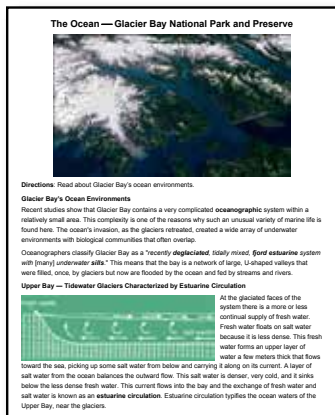 The Ocean — Glacier Bay National Park and Preserve
Directions: Read about Glacier Bay's ocean environments.
Glacier Bay's Ocean Environments
Recent studies show that Glacier Bay contains a very complicated oceanographic system within a
relatively small area. This complexity is one of the reasons why such an unusual variety of marine life is
found here. The ocean's invasion, as the glaciers retreated, created a wide array of underwater
environments with biological communities that often overlap.
Oceanographers classify Glacier Bay as a "recently deglaciated, tidally mixed, fjord estuarine system
with [many] underwater sills." This means that the bay is a network of large, U-shaped valleys that
were filled, once, by glaciers but now are flooded by the ocean and fed by streams and rivers.
Upper Bay — Tidewater Glaciers Characterized by Estuarine Circulation
At the glaciated faces of the
system there is a more or less
continual supply of fresh water.
Fresh water floats on salt water
because it is less dense. This fresh
water forms an upper layer of
water a few meters thick that flows
toward the sea, picking up some salt water from below and carrying it along on its current. A layer of
salt water from the ocean balances the outward flow. This salt water is denser, very cold, and it sinks
below the less dense fresh water. This current flows into the bay and the exchange of fresh water and
salt water is known as an estuarine circulation. Estuarine circulation typifies the ocean waters of the
Upper Bay, near the glaciers.